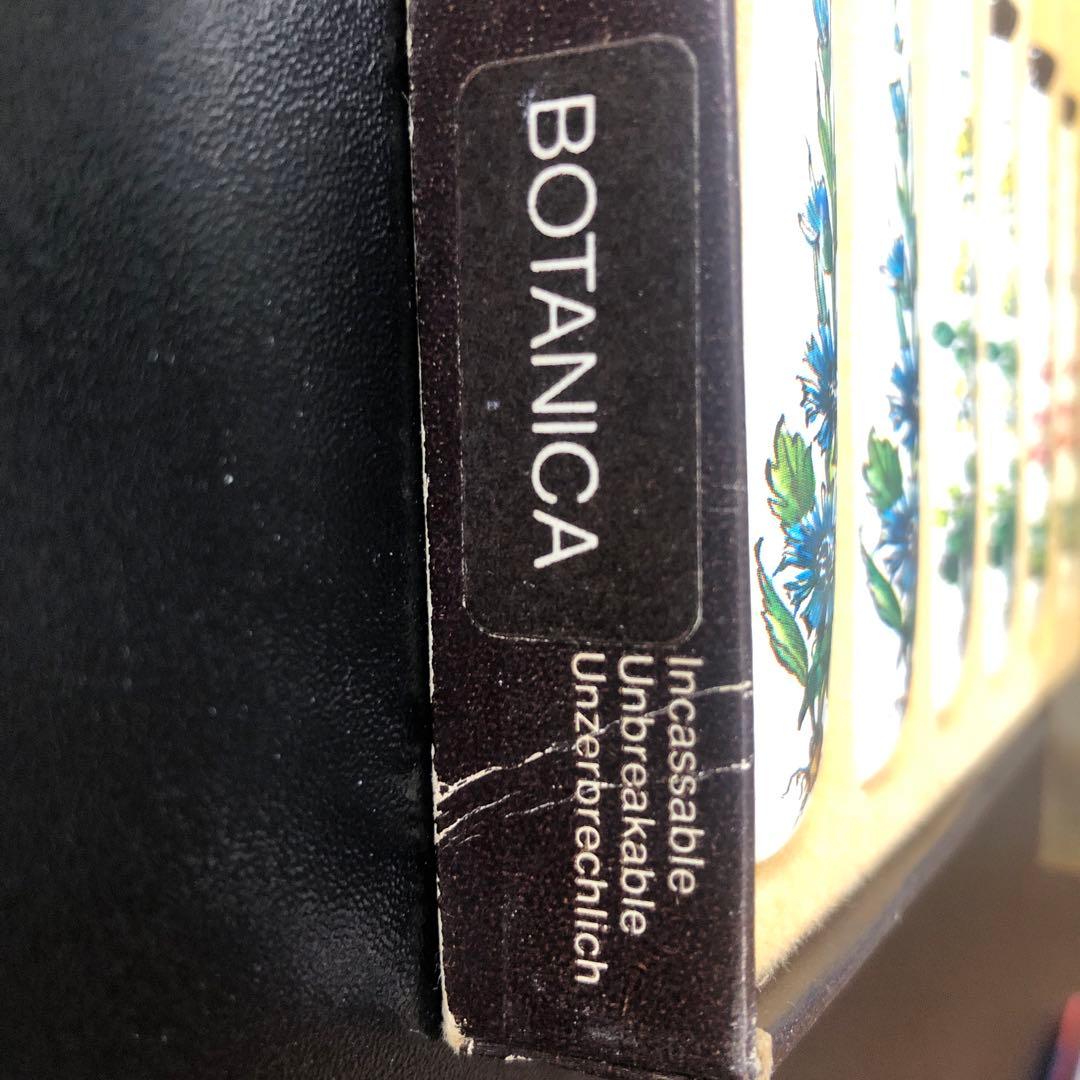 BOTANICA
Incassable
Unbreakable
Unzerbrechlich